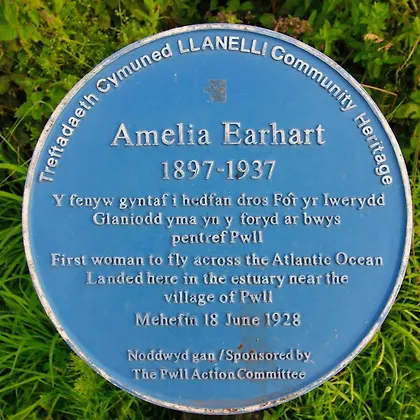 Treftadaeth Cymuned LLANELLI Community Heritage
Amelia Earhart
1897-1937
Y fenyw gyntaf i hedfan dros Fôr yr Iwerydd
Glaniodd yma yn y foryd ar bwys
pentref Pwll
First woman to fly across the Atlantic Ocean
Landed here in the estuary near the
village of Pwll
Mehefin 18 June 1928
Noddwyd gan / Sponsored by
The Pwll Action Committee